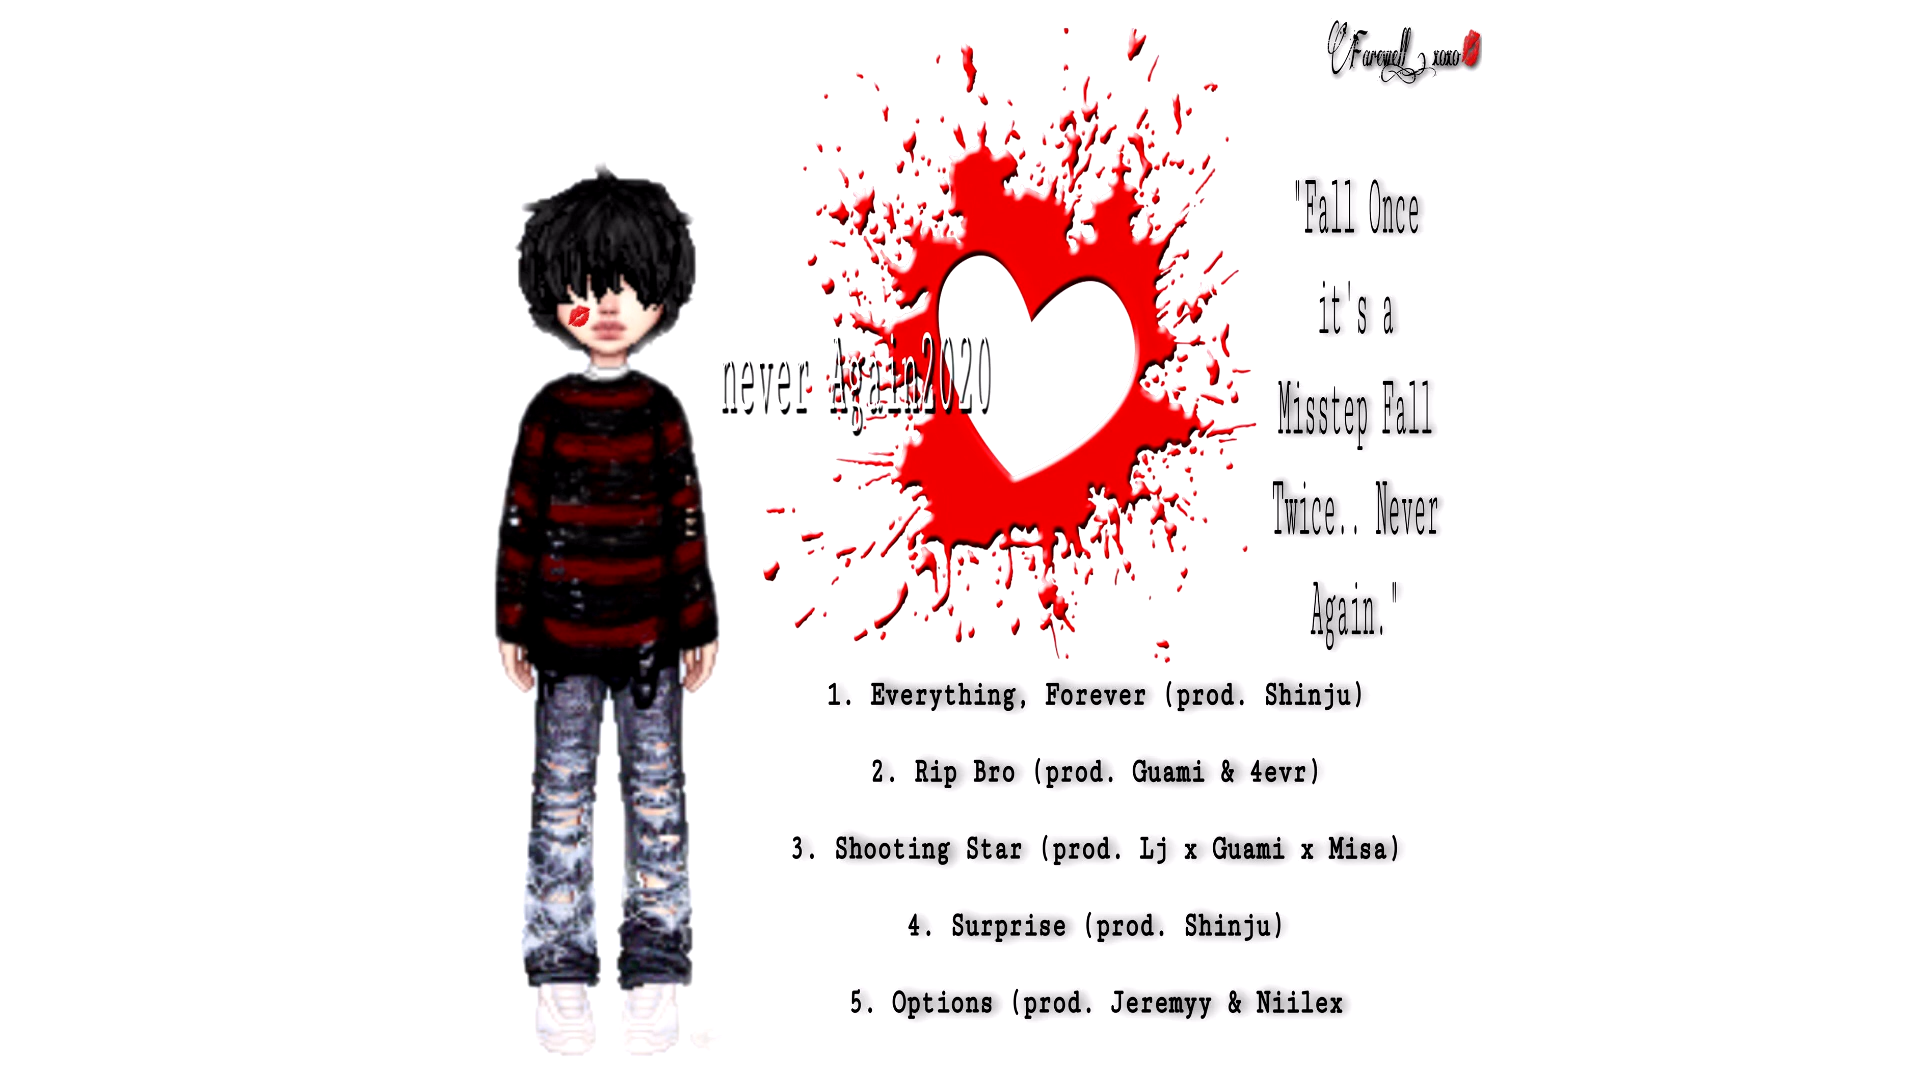 Farewell, xoxo
"Fall Once
it's a
Misstep Fall
Twice.. Never
Again."
never Again2020
1. Everything, Forever (prod. Shinju)
2. Rip Bro (prod. Guami & 4evr)
3. Shooting Star (prod. Lj x Guami x Misa)
4. Surprise (prod. Shinju)
5. Options (prod. Jeremyy & Niilex